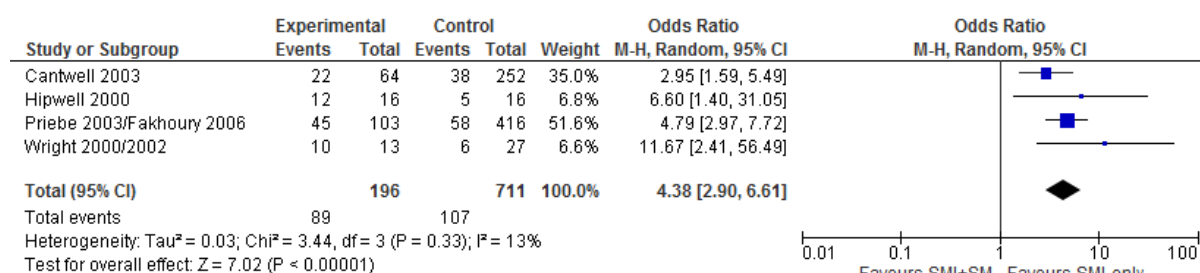 Experimental Control Odds Ratio Odds Ratio
Study or Subgroup Events Total Events Total Weight M-H, Random, 95% CI M-H, Random, 95% CI
Cantwell 2003 22 64 38 252 35.0% 2.95 [1.59, 5.49]
Hipwell 2000 12 16 5 16 6.8% 6.60 [1.40, 31.05]
Priebe 2003/Fakhoury 2006 45 103 58 416 51.6% 4.79 [2.97, 7.72]
Wright 2000/2002 10 13 6 27 6.6% 11.67 [2.41, 56.49]
Total (95% CI) 196 711 100.0% 4.38 [2.90, 6.61]
Total events 89 107
Heterogeneity: Tau² = 0.03; Chi² = 3.44, df = 3 (P = 0.33); I² = 13%
Test for overall effect: Z = 7.02 (P < 0.00001)
0.01 0.1 1 10 100
Favours SMI+SM Favours SMI only